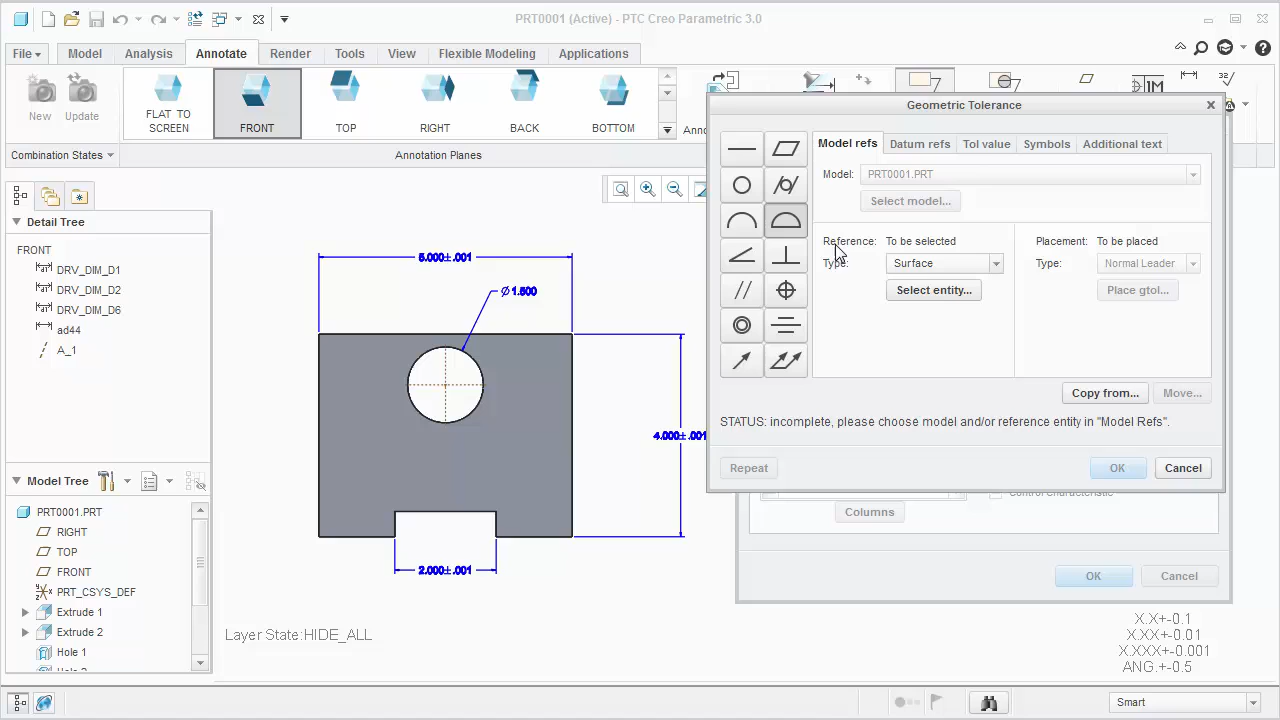 PRT0001 (Active) - PTC Creo Parametric 3.0
File Model Analysis Annotate Render Tools View Flexible Modeling Applications
New Update FLAT TO SCREEN FRONT TOP RIGHT BACK BOTTOM
Combination States Annotation Planes
Detail Tree
FRONT
DRV_DIM_D1
DRV_DIM_D2
DRV_DIM_D6
ad44
A_1
Model Tree
PRT0001.PRT
RIGHT
TOP
FRONT
PRT_CSYS_DEF
Extrude 1
Extrude 2
Hole 1
5.000±.001
Ø1.500
4.000±.001
2.000±.001
Layer State:HIDE_ALL
Geometric Tolerance
Model refs Datum refs Tol value Symbols Additional text
Model: PRT0001.PRT
Select model...
Reference: To be selected Placement: To be placed
Type: Surface Type: Normal Leader
Select entity... Place gtol...
Copy from... Move...
STATUS: incomplete, please choose model and/or reference entity in "Model Refs".
Repeat OK Cancel
Control Characteristic
Columns
OK Cancel
X.X+-0.1
X.XX+-0.01
X.XXX+-0.001
ANG.+-0.5
Smart